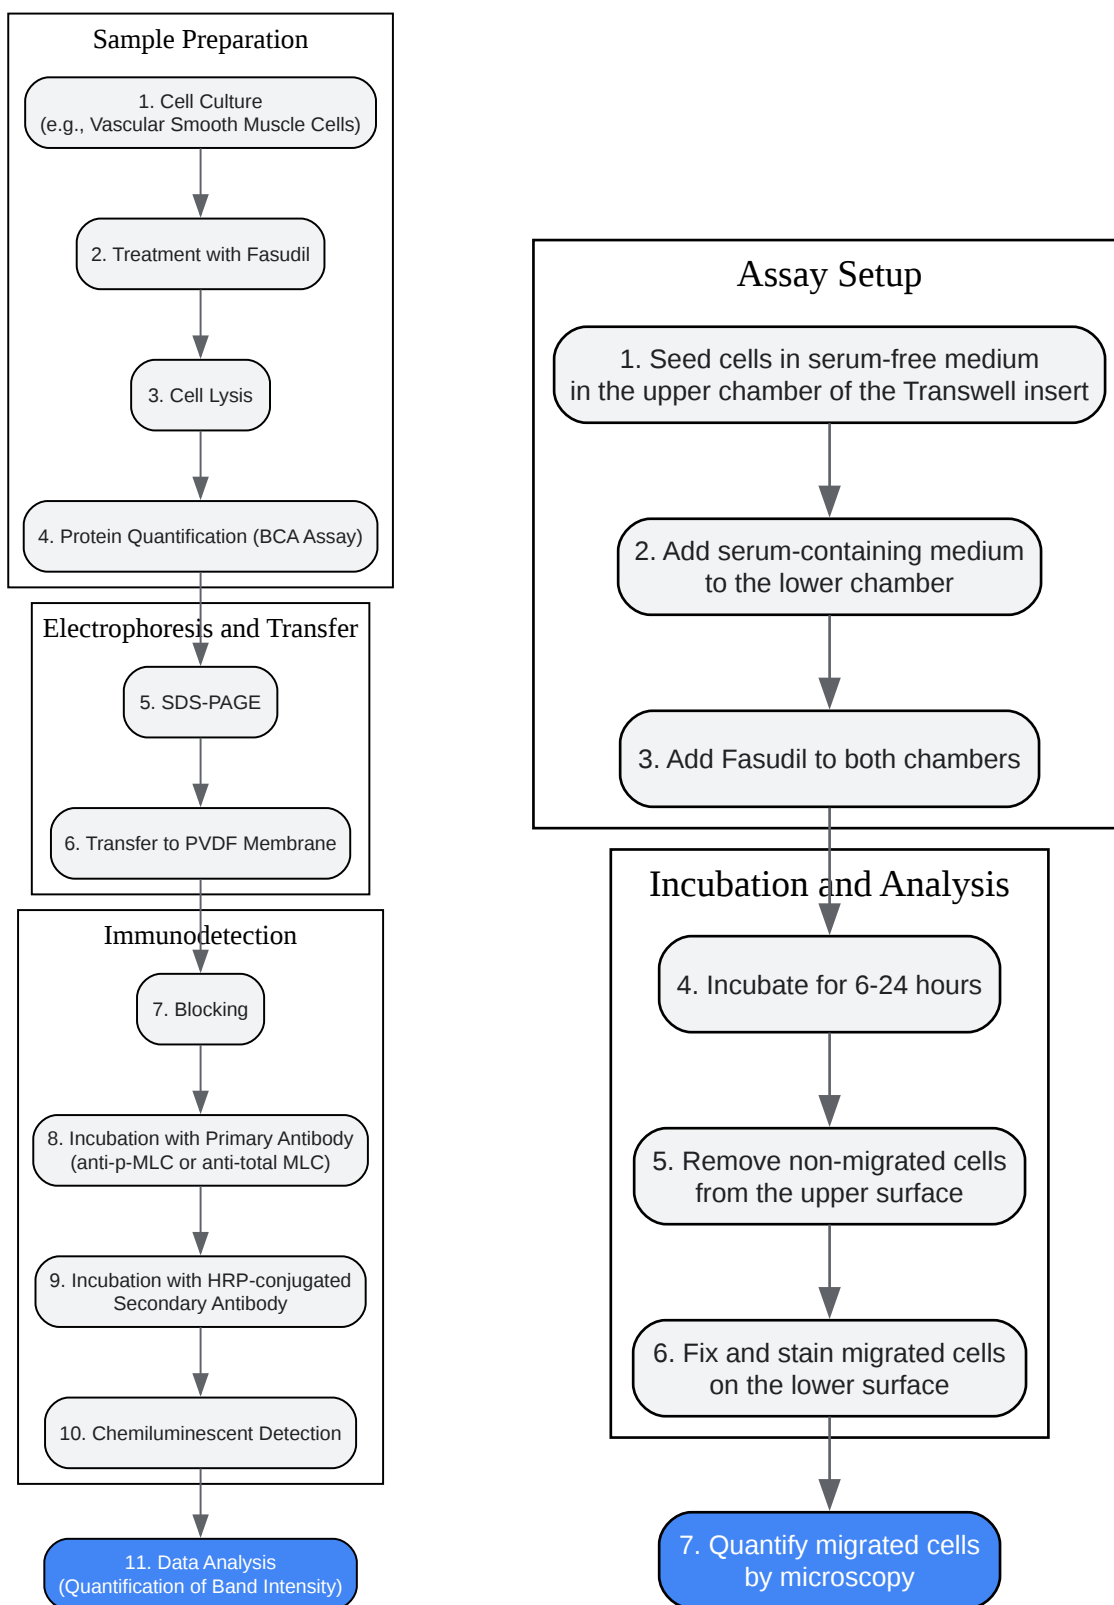 Sample Preparation
1. Cell Culture
(e.g., Vascular Smooth Muscle Cells)
2. Treatment with Fasudil
3. Cell Lysis
4. Protein Quantification (BCA Assay)
Electrophoresis and Transfer
5. SDS-PAGE
6. Transfer to PVDF Membrane
Immunodetection
7. Blocking
8. Incubation with Primary Antibody
(anti-p-MLC or anti-total MLC)
9. Incubation with HRP-conjugated
Secondary Antibody
10. Chemiluminescent Detection
11. Data Analysis
(Quantification of Band Intensity)
Assay Setup
1. Seed cells in serum-free medium
in the upper chamber of the Transwell insert
2. Add serum-containing medium
to the lower chamber
3. Add Fasudil to both chambers
Incubation and Analysis
4. Incubate for 6-24 hours
5. Remove non-migrated cells
from the upper surface
6. Fix and stain migrated cells
on the lower surface
7. Quantify migrated cells
by microscopy